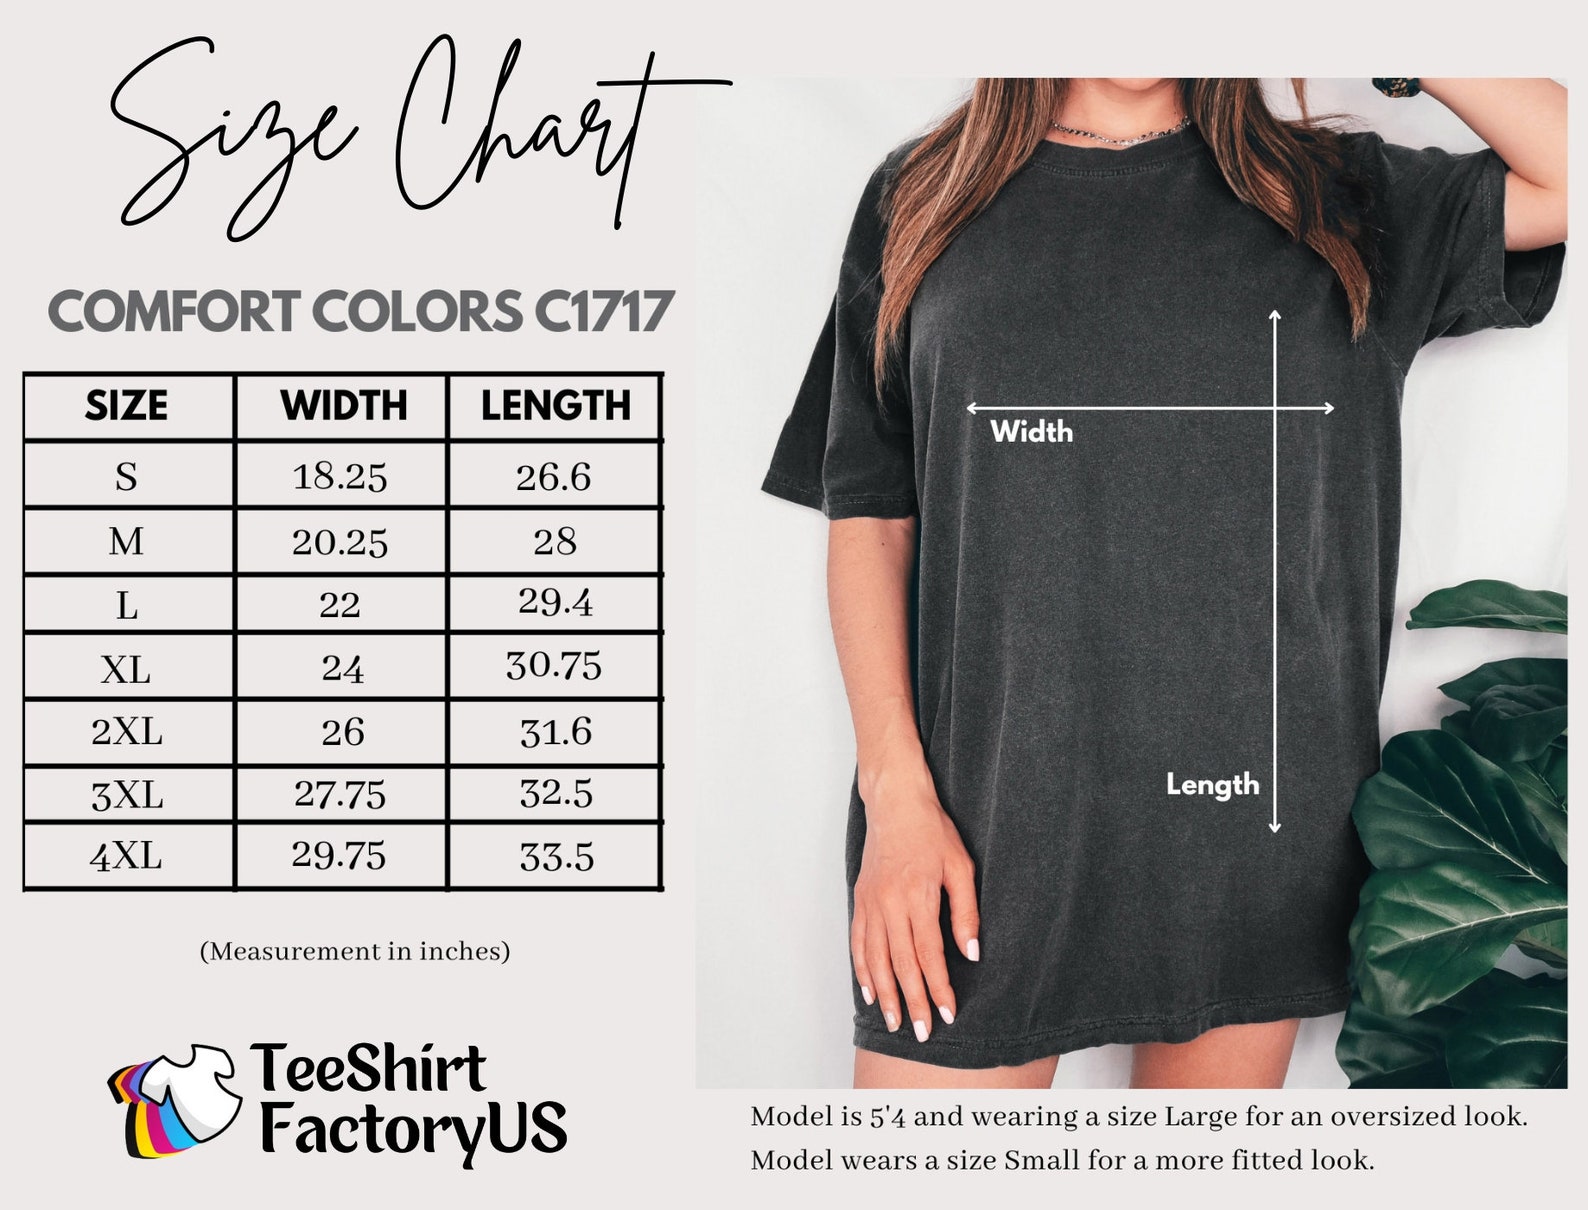 Size Chart
COMFORT COLORS C1717
SIZE WIDTH LENGTH
S 18.25 26.6
M 20.25 28
L 22 29.4
XL 24 30.75
2XL 26 31.6
3XL 27.75 32.5
4XL 29.75 33.5
(Measurement in inches)
TeeShirt
FactoryUS
Width
Length
Model is 5'4 and wearing a size Large for an oversized look.
Model wears a size Small for a more fitted look.